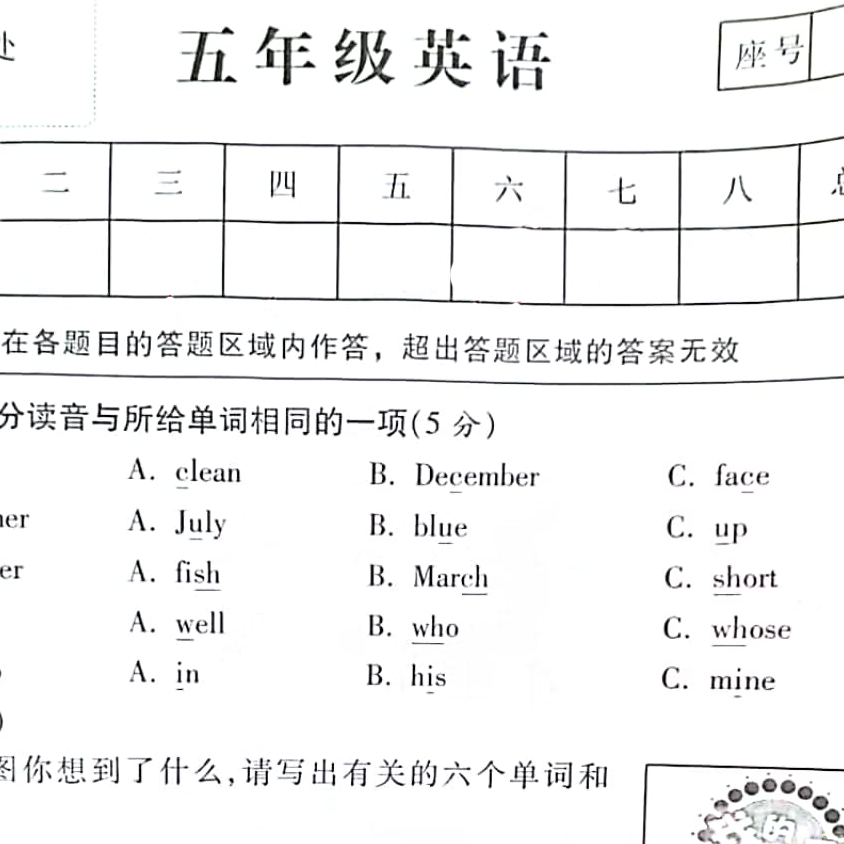 处
五年级英语
座号
二 三 四 五 六 七 八
在各题目的答题区域内作答，超出答题区域的答案无效
分读音与所给单词相同的一项(5 分)
A. clean B. December C. face
A. July B. blue C. up
er A. fish B. March C. short
A. well B. who C. whose
A. in B. his C. mine
)
图你想到了什么,请写出有关的六个单词和
的